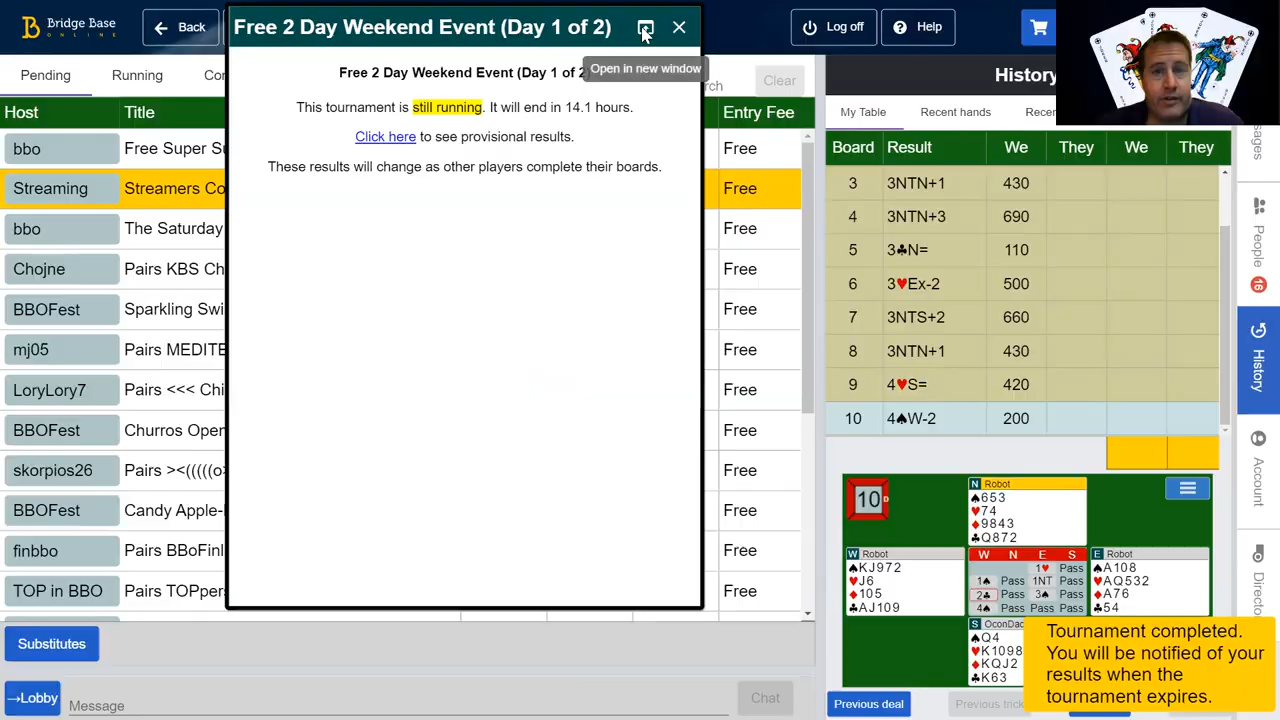 Bridge Base
ONLINE
Back
Free 2 Day Weekend Event (Day 1 of 2)
Log off
Help
Open in new window
Pending
Running
Clear
History
My Table
Recent hands
Host
Title
Entry Fee
Free 2 Day Weekend Event (Day 1 of 2
This tournament is still running. It will end in 14.1 hours.
Click here to see provisional results.
These results will change as other players complete their boards.
bbo Free Super Su Free
Streaming Streamers Co Free
bbo The Saturday Free
Chojne Pairs KBS Ch Free
BBOFest Sparkling Swi Free
mj05 Pairs MEDITE Free
LoryLory7 Pairs <<< Chi Free
BBOFest Churros Open Free
skorpios26 Pairs ><(((((o> Free
BBOFest Candy Apple- Free
finbbo Pairs BBoFinl Free
TOP in BBO Pairs TOPpers Free
Substitutes
→Lobby
Message
Chat
Board Result We They We They
3 3NTN+1 430
4 3NTN+3 690
5 3♣N= 110
6 3♥Ex-2 500
7 3NTS+2 660
8 3NTN+1 430
9 4♥S= 420
10 4♠W-2 200
10 D
N Robot
♠653
♥74
♦9843
♣Q872
W Robot
♠KJ972
♥J6
♦105
♣AJ109
W N E S
1♥ Pass
1♠ Pass 1NT Pass
2♣ Pass 3♠ Pass
4♠ Pass Pass Pass
E Robot
♠A108
♥AQ532
♦A76
♣54
S OconDac
♠Q4
♥K1098
♦KQJ2
♣K63
Tournament completed.
You will be notified of your
results when the
tournament expires.
Previous deal
Previous trick
People
16
History
Account